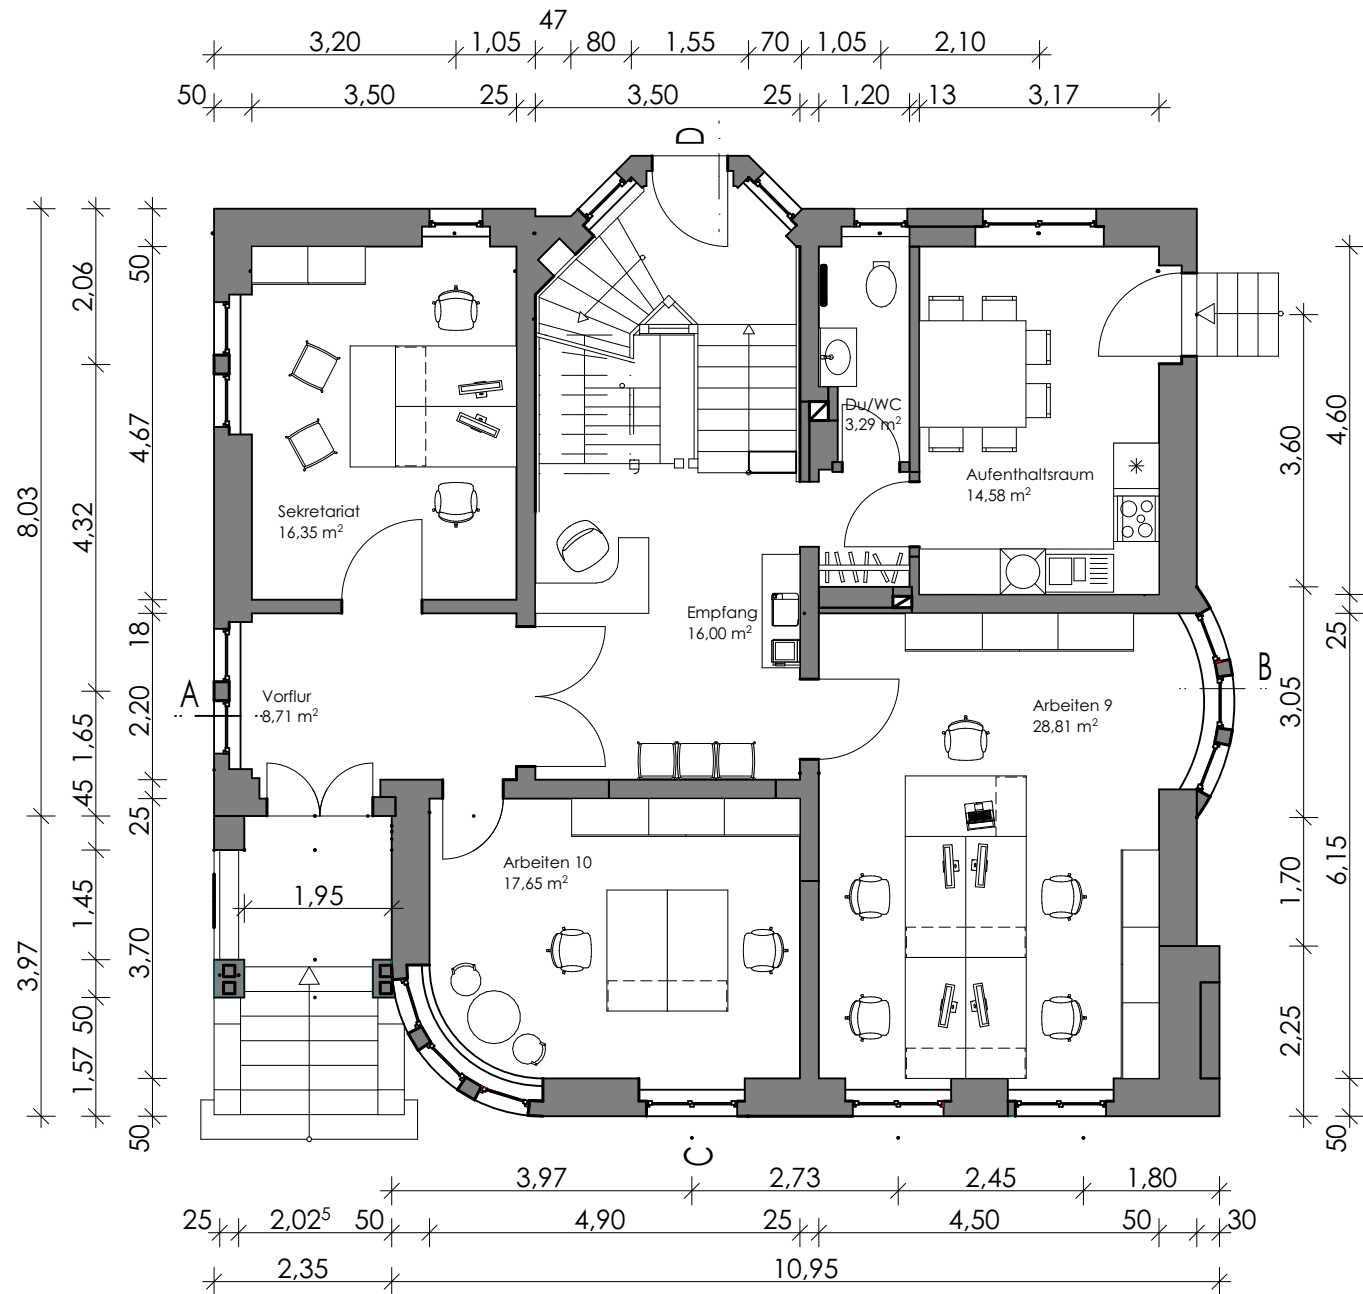 47
3,20 1,05 80 1,55 70 1,05 2,10
50 3,50 25 3,50 25 1,20 13 3,17
D
8,03
3,97
2,06
4,32
1,65
45
1,45
50
1,57
50
4,67
18
2,20
25
3,70
50
Du/WC
3,29 m²
Aufenthaltsraum
14,58 m²
Sekretariat
16,35 m²
Empfang
16,00 m²
A
Vorflur
8,71 m²
B
Arbeiten 9
28,81 m²
Arbeiten 10
17,65 m²
1,95
3,60
3,05
1,70
2,25
4,60
25
6,15
50
C
3,97 2,73 2,45 1,80
25 2,02⁵ 50 4,90 25 4,50 50 30
2,35 10,95